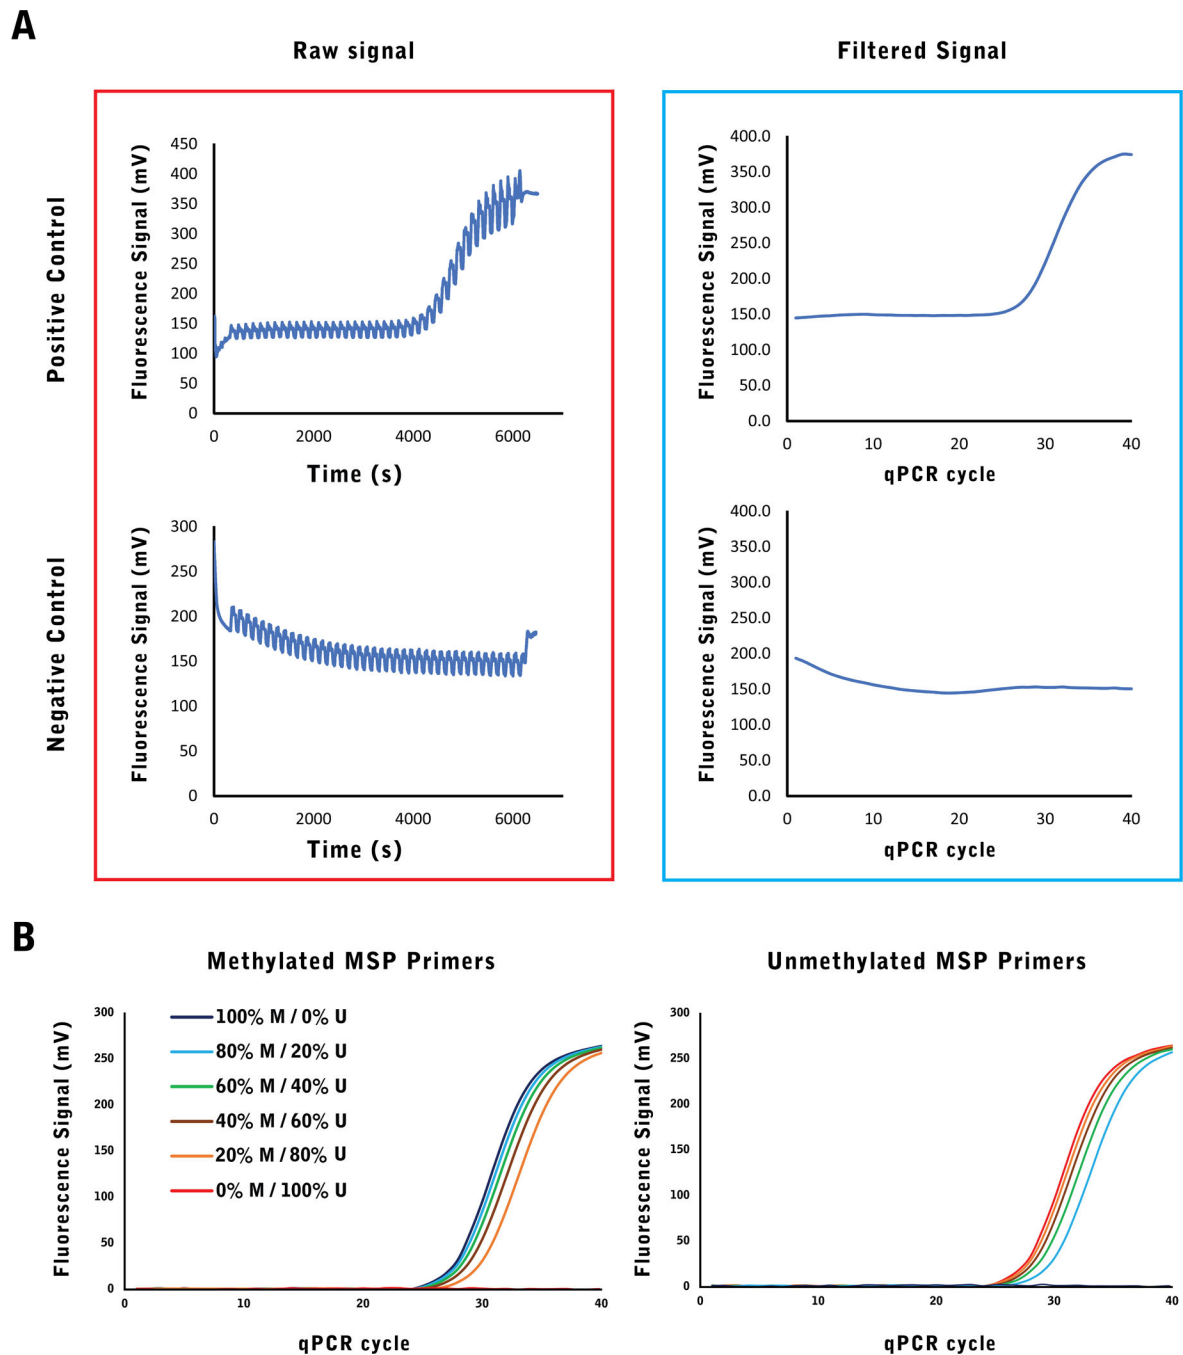 A
Raw signal
Filtered Signal
Positive Control
Fluorescence Signal (mV)
450
400
350
300
250
200
150
100
50
0
0 2000 4000 6000
Time (s)
Fluorescence Signal (mV)
400.0
350.0
300.0
250.0
200.0
150.0
100.0
50.0
0.0
0 10 20 30 40
qPCR cycle
Negative Control
Fluorescence Signal (mV)
300
250
200
150
100
50
0
0 2000 4000 6000
Time (s)
Fluorescence Signal (mV)
400.0
350.0
300.0
250.0
200.0
150.0
100.0
50.0
0.0
0 10 20 30 40
qPCR cycle
B
Methylated MSP Primers
Fluorescence Signal (mV)
300
250
200
150
100
50
0
100% M / 0% U
80% M / 20% U
60% M / 40% U
40% M / 60% U
20% M / 80% U
0% M / 100% U
0 10 20 30 40
qPCR cycle
Unmethylated MSP Primers
Fluorescence Signal (mV)
300
250
200
150
100
50
0
0 10 20 30 40
qPCR cycle